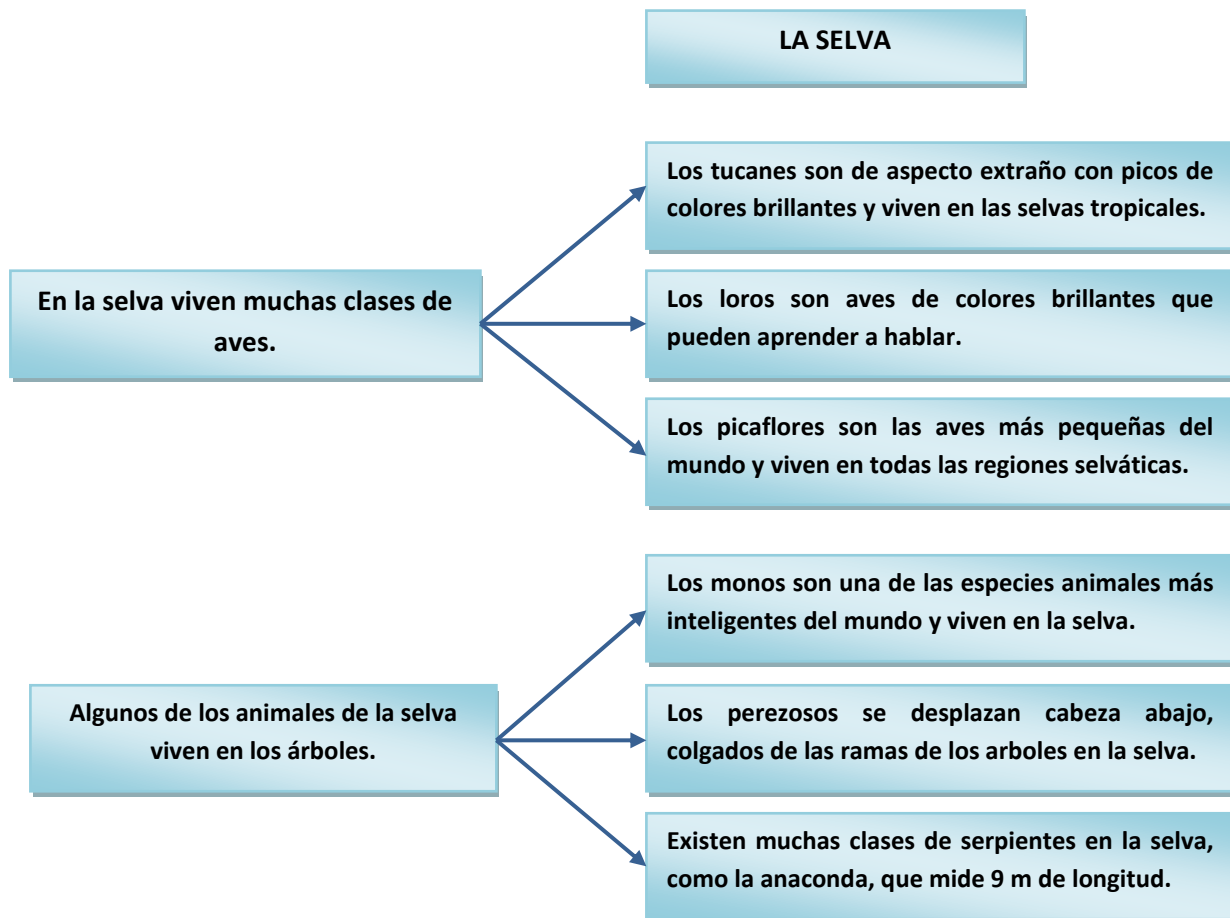 LA SELVA
En la selva viven muchas clases de
aves.
Los tucanes son de aspecto extraño con picos de
colores brillantes y viven en las selvas tropicales.
Los loros son aves de colores brillantes que
pueden aprender a hablar.
Los picaflores son las aves más pequeñas del
mundo y viven en todas las regiones selváticas.
Algunos de los animales de la selva
viven en los árboles.
Los monos son una de las especies animales más
inteligentes del mundo y viven en la selva.
Los perezosos se desplazan cabeza abajo,
colgados de las ramas de los arboles en la selva.
Existen muchas clases de serpientes en la selva,
como la anaconda, que mide 9 m de longitud.